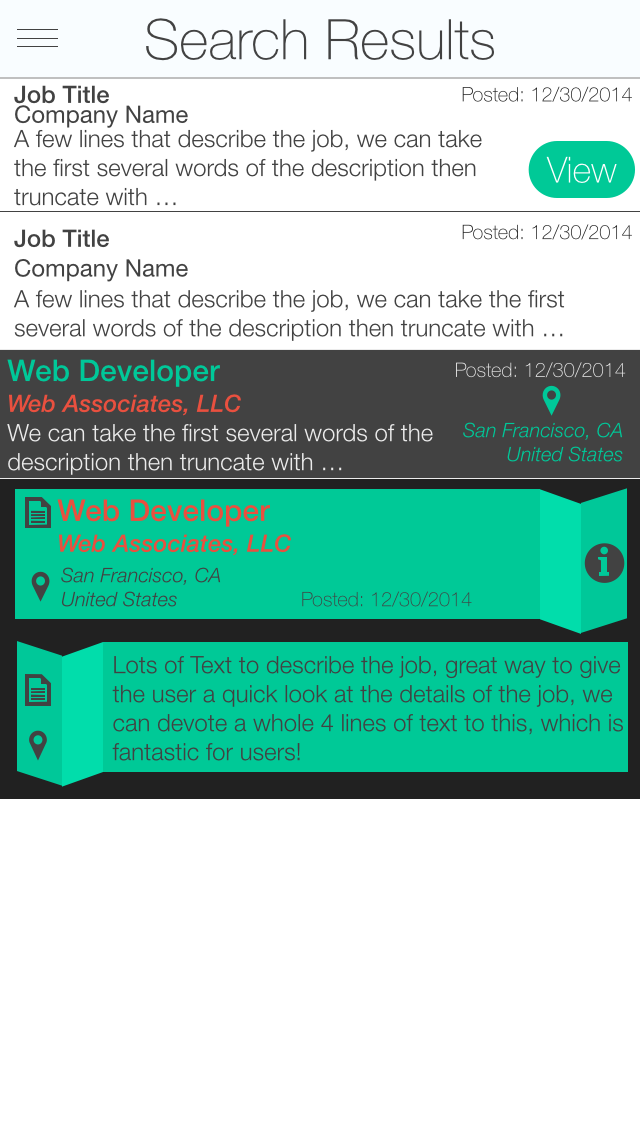 Search Results
Job Title
Posted: 12/30/2014
Company Name
A few lines that describe the job, we can take
the first several words of the description then
truncate with …
View
Job Title
Posted: 12/30/2014
Company Name
A few lines that describe the job, we can take the first
several words of the description then truncate with …
Web Developer
Posted: 12/30/2014
Web Associates, LLC
We can take the first several words of the
description then truncate with …
San Francisco, CA
United States
Web Developer
Web Associates, LLC
San Francisco, CA
United States
Posted: 12/30/2014
Lots of Text to describe the job, great way to give
the user a quick look at the details of the job, we
can devote a whole 4 lines of text to this, which is
fantastic for users!